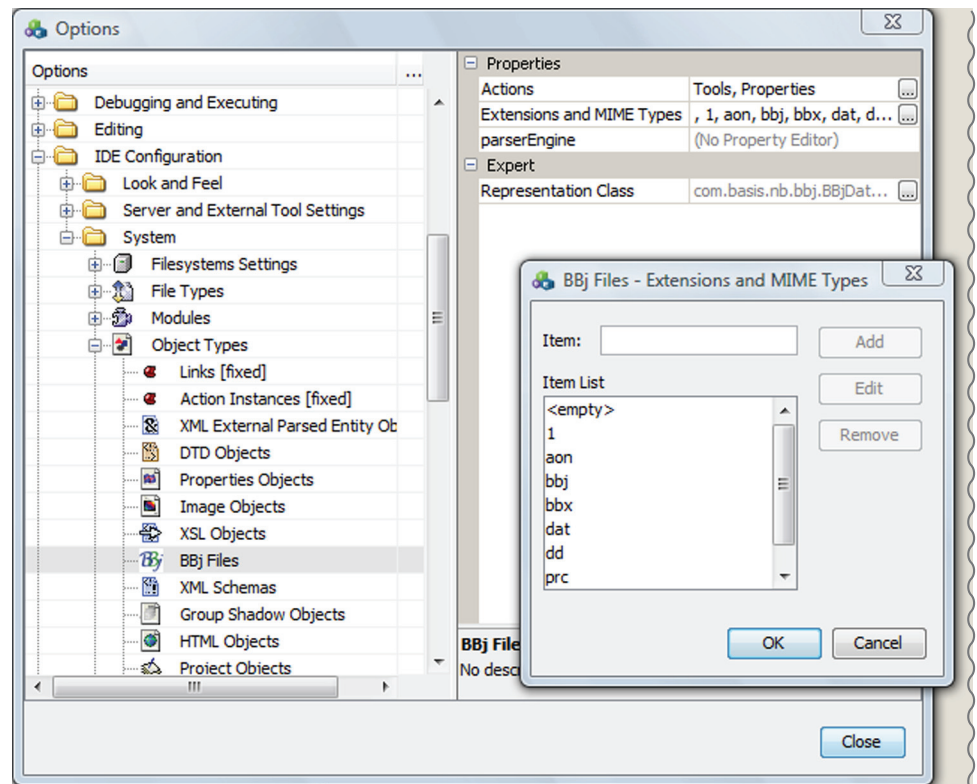 Options
Options ...
Debugging and Executing
Editing
IDE Configuration
Look and Feel
Server and External Tool Settings
System
Filesystems Settings
File Types
Modules
Object Types
Links [fixed]
Action Instances [fixed]
XML External Parsed Entity Ob
DTD Objects
Properties Objects
Image Objects
XSL Objects
BBj BBj Files
XML Schemas
Group Shadow Objects
HTML Objects
Project Objects
Properties
Actions Tools, Properties ...
Extensions and MIME Types , 1, aon, bbj, bbx, dat, d... ...
parserEngine (No Property Editor)
Expert
Representation Class com.basis.nb.bbj.BBjDat... ...
BBj File
No desc
BBj Files - Extensions and MIME Types
Item:
Add
Item List
Edit
Remove
<empty>
1
aon
bbj
bbx
dat
dd
prc
OK Cancel
Close